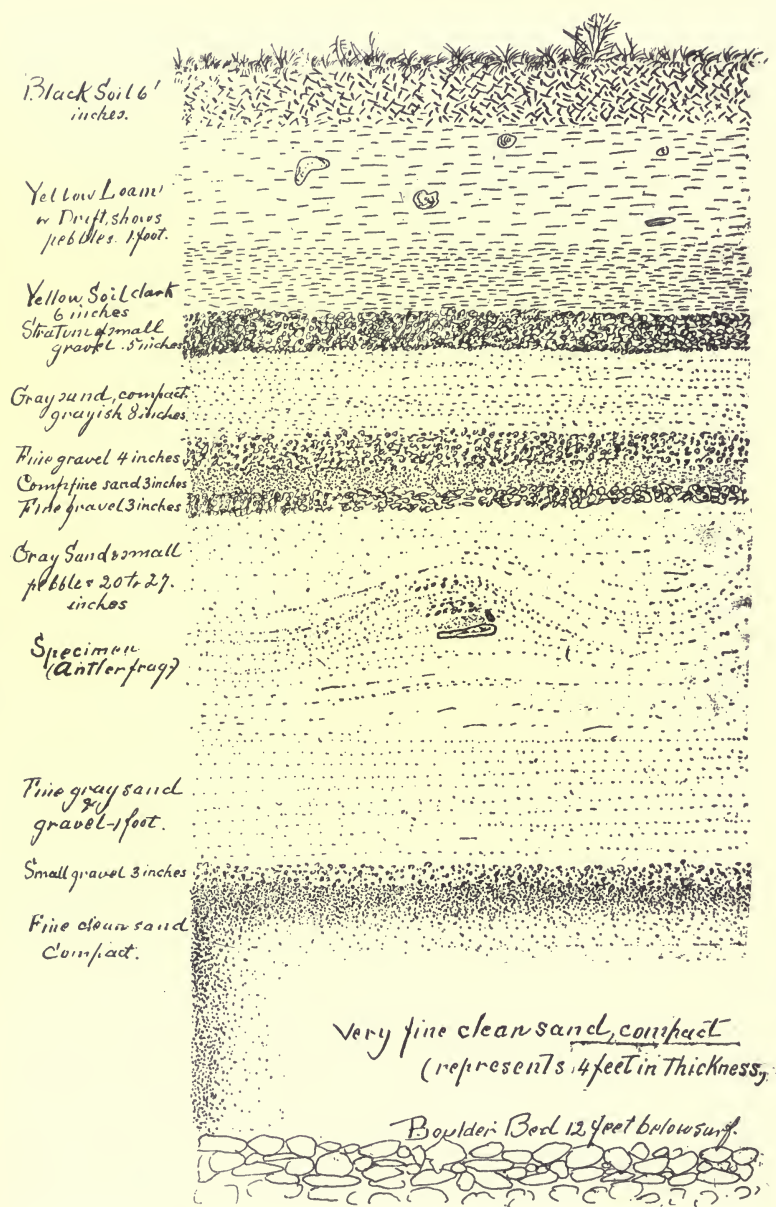 Black Soil 6'
inches.
Yellow Loam
or Drift, shows
pebbles. 1 foot.
Yellow Soil dark
6 inches
Stratum of small
gravel . 5 inches
Gray sand, compact
grayish 8 inches
Fine gravel 4 inches
Comp. fine sand 3 inches
Fine gravel 3 inches
Gray Sand & small
pebbles 20 to 27.
inches
Specimen
(Antler frag?)
Fine gray sand
&
gravel-1 foot.
Small gravel 3 inches
Fine clean sand
Compact.
Very fine clean sand, compact
(represents 4 feet in Thickness,
Boulder Bed 12 feet below surf.